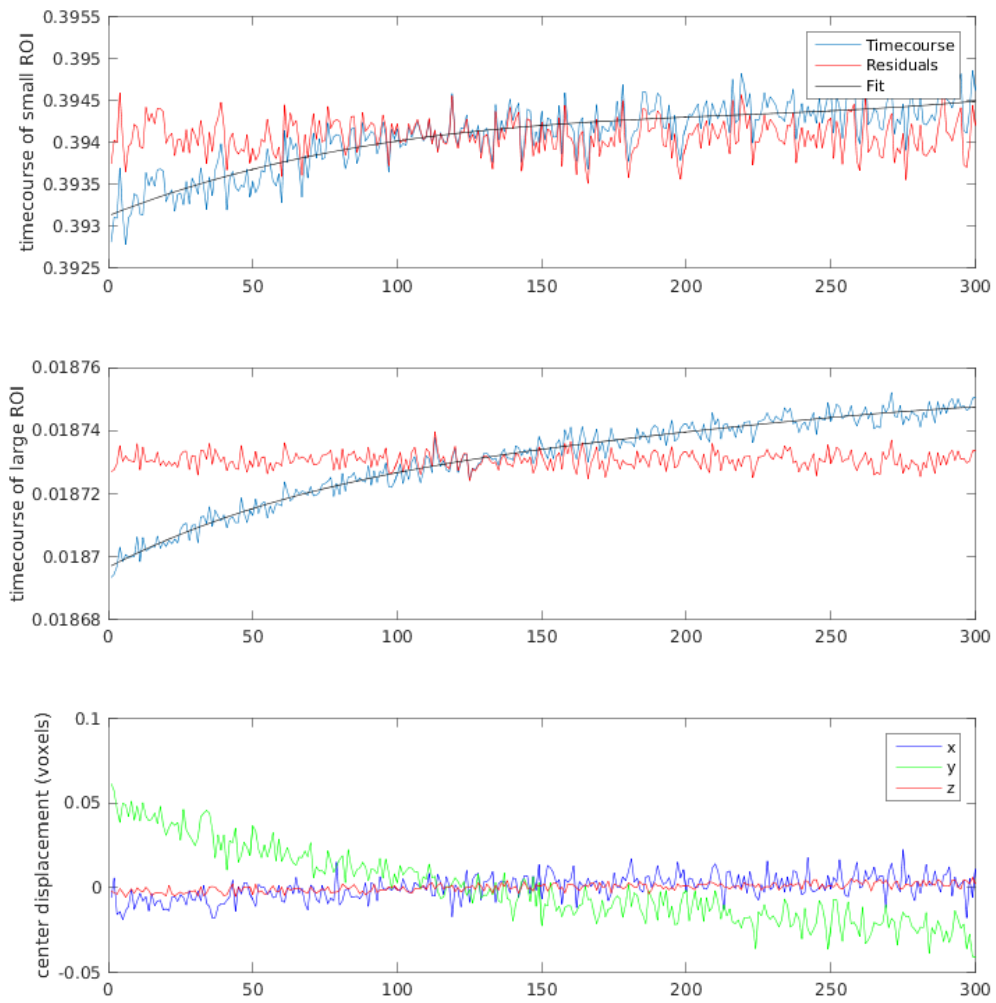 timecourse of small ROI
0.3955
0.395
0.3945
0.394
0.3935
0.393
0.3925
0 50 100 150 200 250 300
Timecourse
Residuals
Fit
timecourse of large ROI
0.01876
0.01874
0.01872
0.0187
0.01868
0 50 100 150 200 250 300
center displacement (voxels)
0.1
0.05
0
-0.05
0 50 100 150 200 250 300
x
y
z